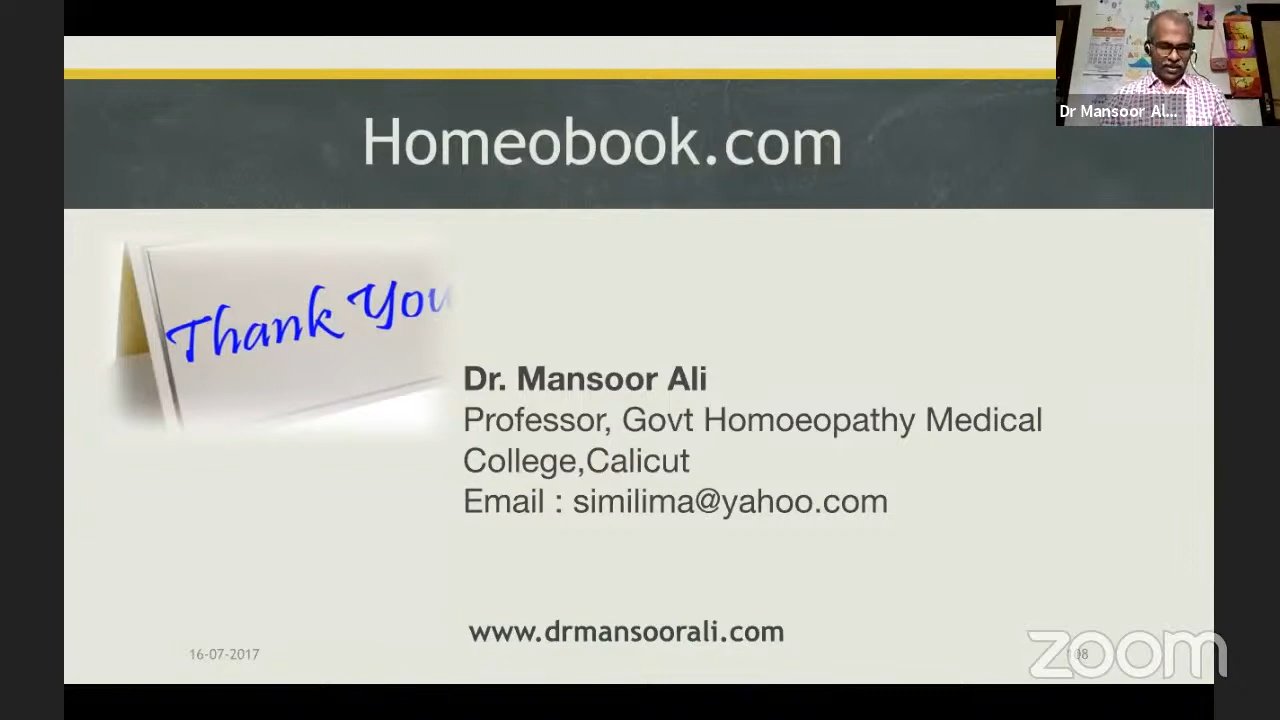 Homeobook.com
Dr Mansoor Al...
Thank You
Dr. Mansoor Ali
Professor, Govt Homoeopathy Medical
College,Calicut
Email : similima@yahoo.com
www.drmansoorali.com
16-07-2017
108
zoom